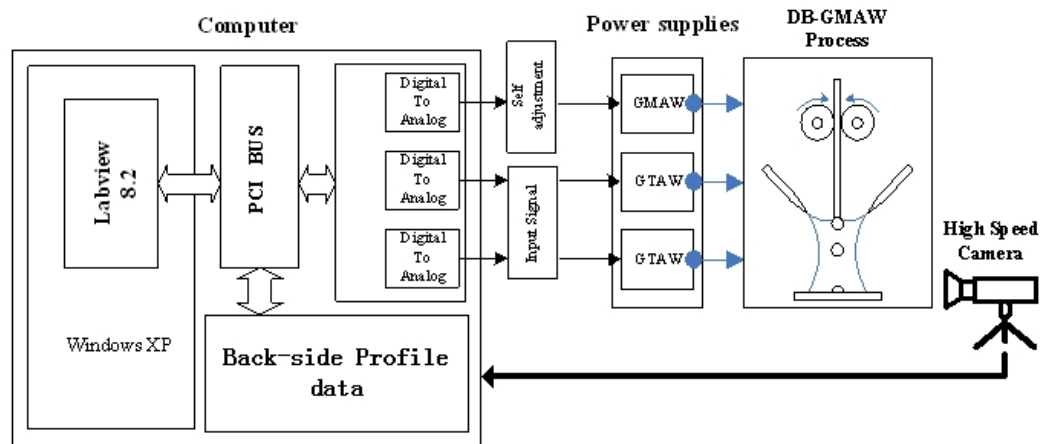 Computer
Power supplies
DB-GMAW
Process
Labview
8.2
Windows XP
PCI BUS
Digital
To
Analog
Digital
To
Analog
Digital
To
Analog
Self
adjustment
Input Signal
GMAW
GTAW
GTAW
High Speed
Camera
Back-side Profile
data